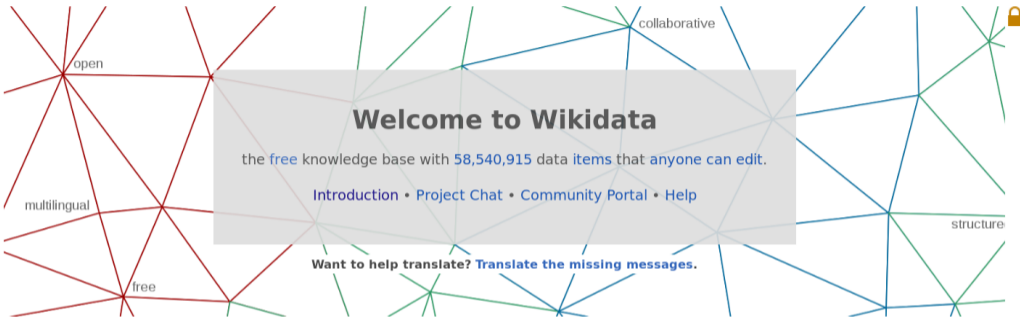 collaborative
open
Welcome to Wikidata
the free knowledge base with 58,540,915 data items that anyone can edit.
Introduction • Project Chat • Community Portal • Help
multilingual
structure
Want to help translate? Translate the missing messages.
free